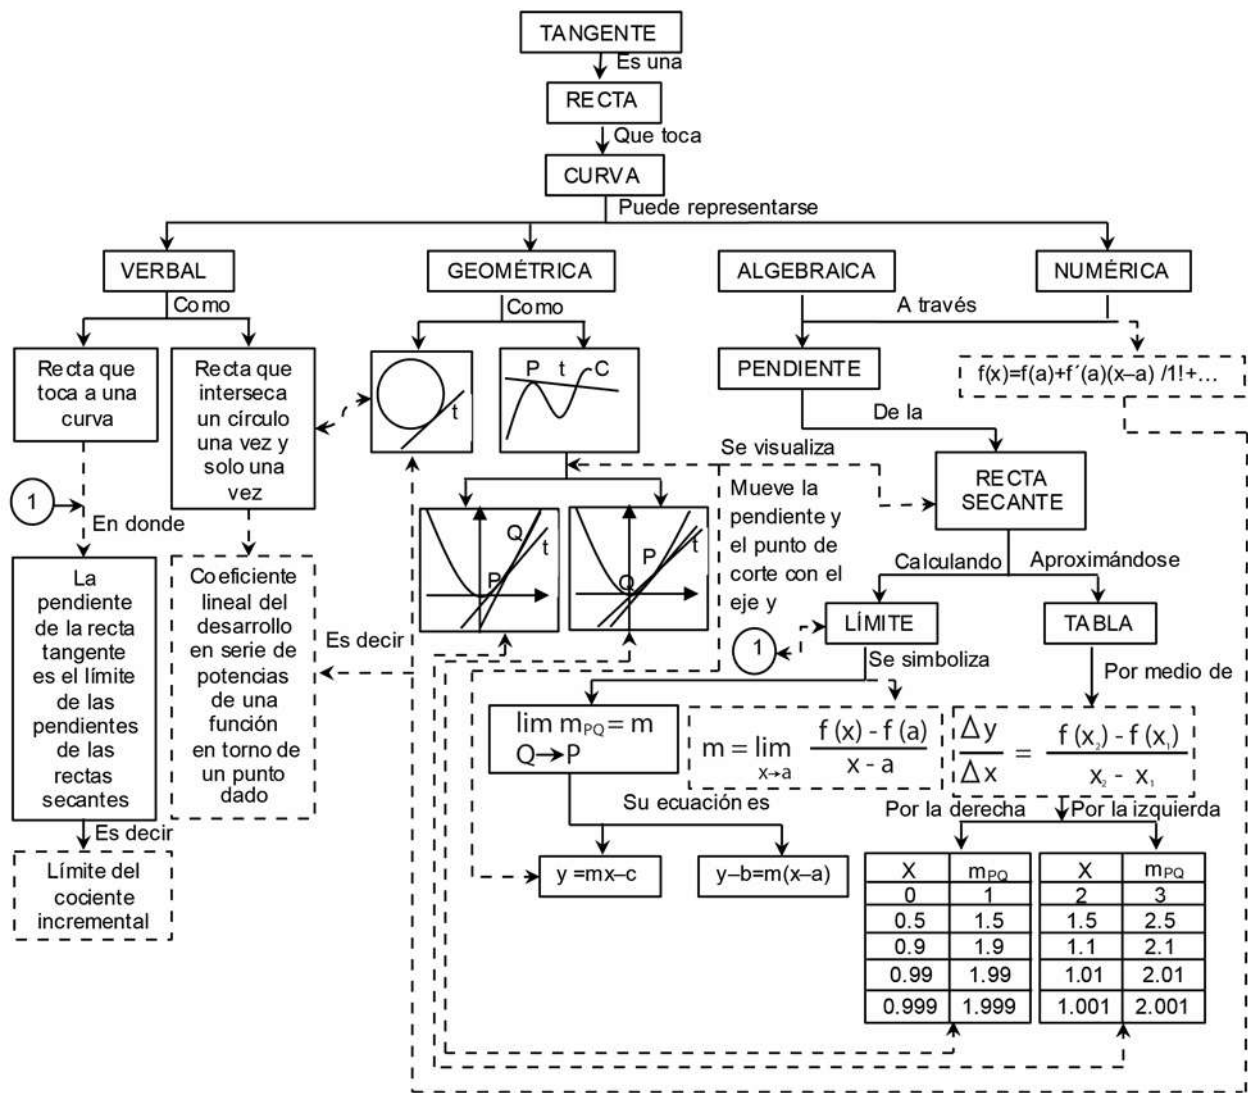 TANGENTE
Es una
RECTA
Que toca
CURVA
Puede representarse
VERBAL
GEOMÉTRICA
ALGEBRAICA
NUMÉRICA
Como
Como
A través
Recta que
toca a una
curva
Recta que
interseca
un círculo
una vez y
solo una
vez
t
P t C
PENDIENTE
f(x)=f(a)+f´(a)(x–a) /1!+...
De la
Se visualiza
RECTA
SECANTE
1
En donde
Mueve la
pendiente y
el punto de
corte con el
eje y
Q
t
P
P
t
Q
Calculando
Aproximándose
La
pendiente
de la recta
tangente
es el límite
de las
pendientes
de las
rectas
secantes
Coeficiente
lineal del
desarrollo
en serie de
potencias
de una
función
en torno de
un punto
dado
Es decir
1
LÍMITE
TABLA
Se simboliza
Por medio de
lim m_PQ = m
Q→P
m = lim x→a f (x) - f (a) / x - a
Δy / Δx = f (x₂) - f (x₁) / x₂ - x₁
Su ecuación es
Por la derecha
Por la izquierda
Es decir
Límite del
cociente
incremental
y =mx–c
y–b=m(x–a)
X m_PQ
0 1
0.5 1.5
0.9 1.9
0.99 1.99
0.999 1.999
X m_PQ
2 3
1.5 2.5
1.1 2.1
1.01 2.01
1.001 2.001